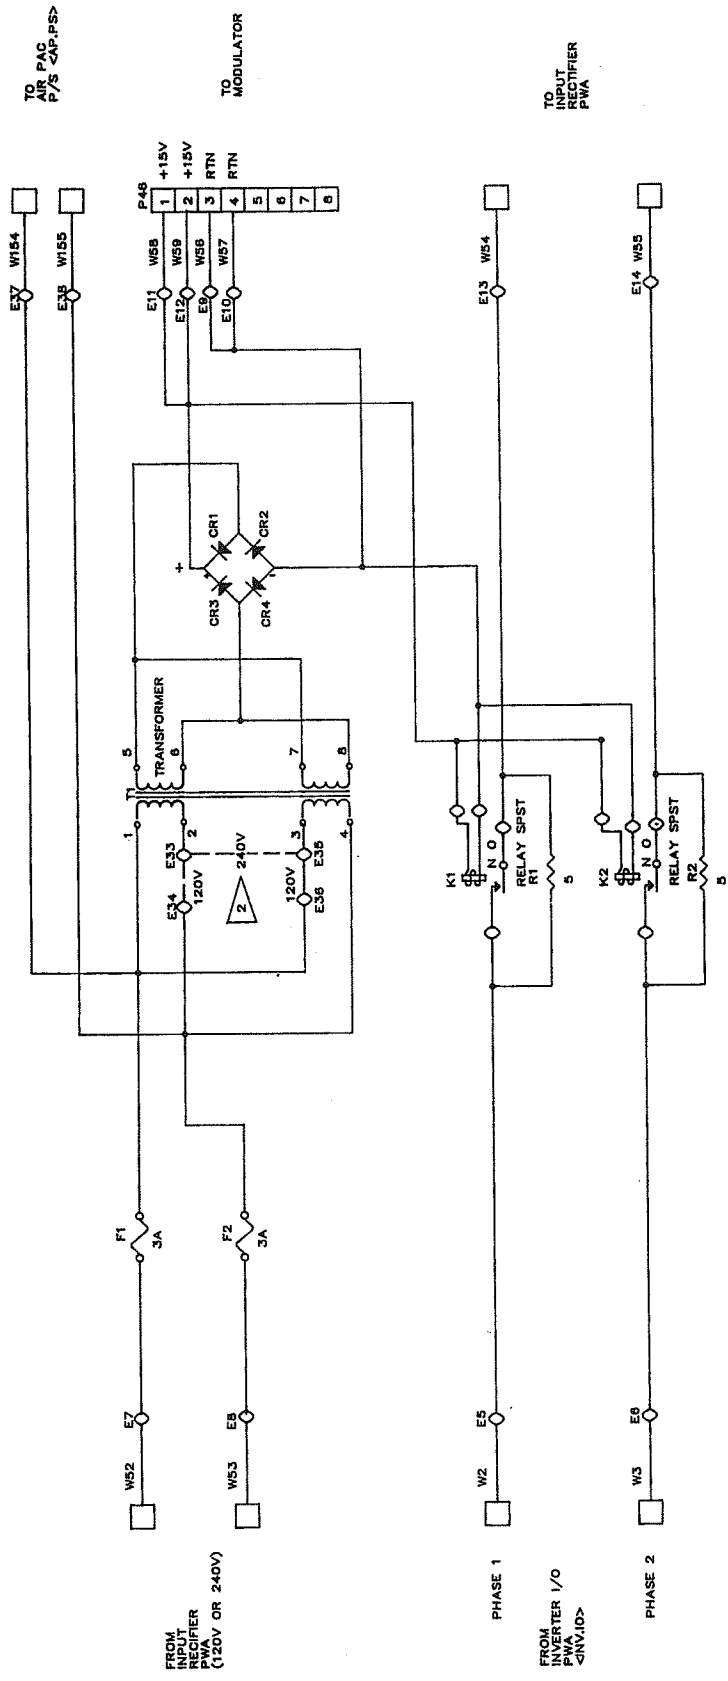 TO
AIR PAC
P/S <AP.PS>
TO
MODULATOR
TO
INPUT
RECTIFIER
PWA
W154
E37
W155
E38
P46
1 +15V
2 +15V
3 RTN
4 RTN
5
6
7
8
W58
W59
W56
W57
E11
E12
E9
E10
W54
E13
W55
E14
+
CR1
CR2
CR3
CR4
+
-
TRANSFORMER
T1
5
6
7
8
1
2
3
4
E33
E34
E35
E36
240V
120V
120V
2
K1
N O
RELAY SPST
R1
5
K2
N O
RELAY SPST
R2
5
F1
3A
F2
3A
E7
W52
E8
W53
E5
W2
E6
W3
FROM
INPUT
RECIFIER
PWA
(120V OR 240V)
PHASE 1
FROM
INVERTER I/O
PWA
<INV.IO>
PHASE 2